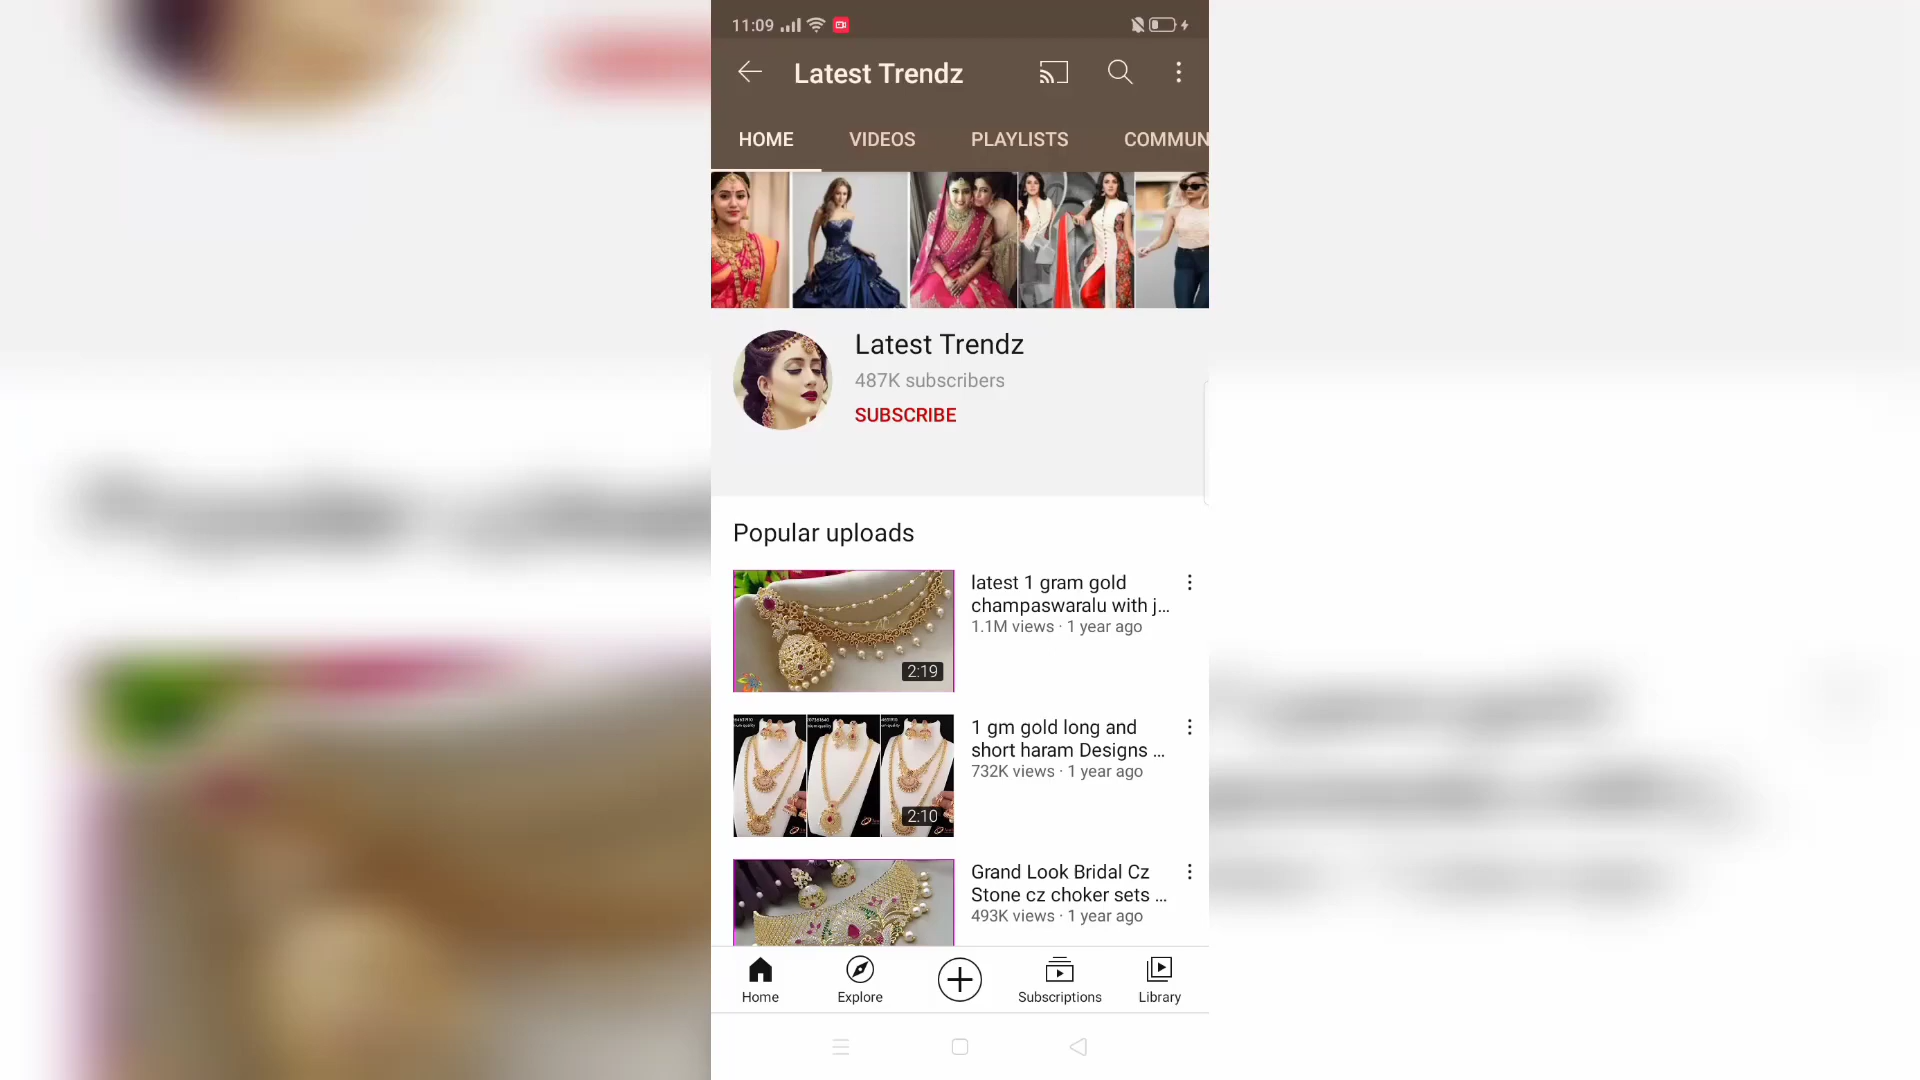 11:09
Latest Trendz
HOME VIDEOS PLAYLISTS COMMUN
Latest Trendz
487K subscribers
SUBSCRIBE
Popular uploads
latest 1 gram gold
champaswaralu with j...
1.1M views · 1 year ago
2:19
1 gm gold long and
short haram Designs ...
732K views · 1 year ago
2:10
Grand Look Bridal Cz
Stone cz choker sets ...
493K views · 1 year ago
Home Explore Subscriptions Library